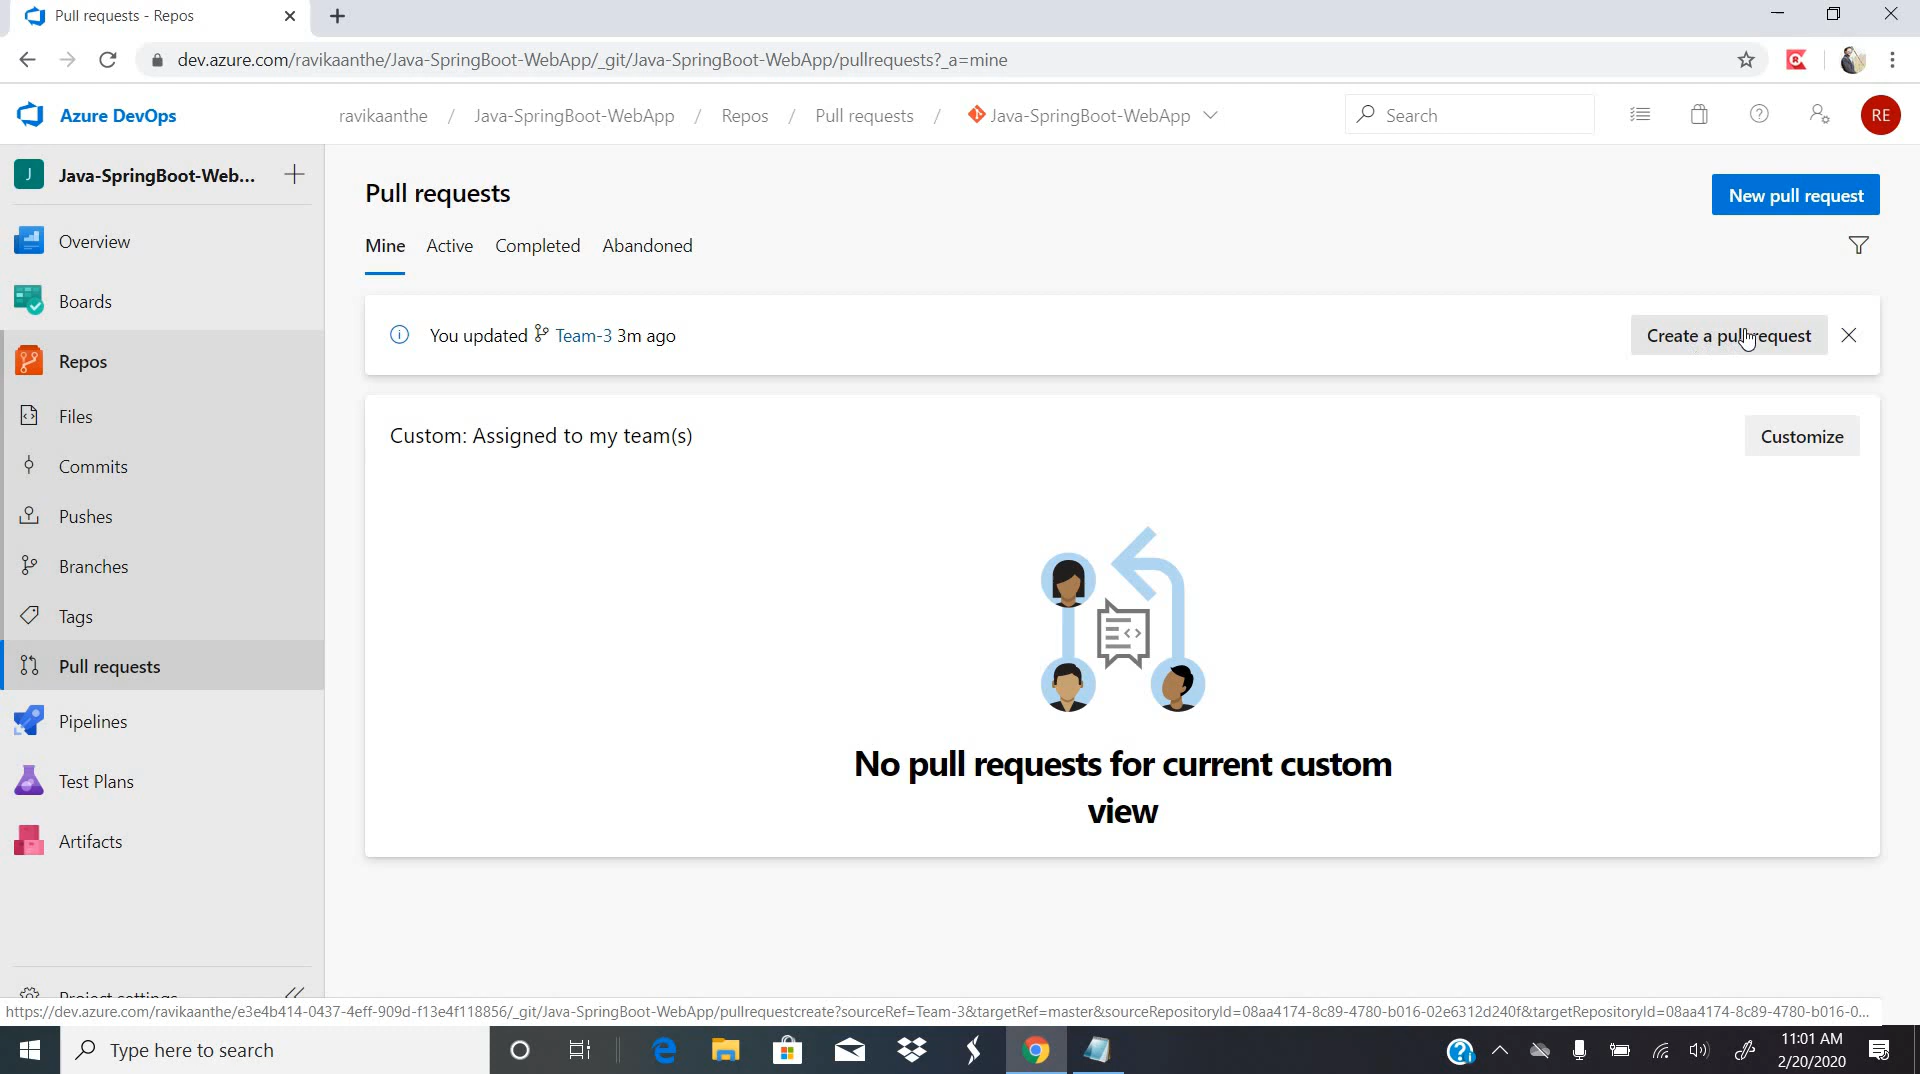 Pull requests - Repos
dev.azure.com/ravikaanthe/Java-SpringBoot-WebApp/_git/Java-SpringBoot-WebApp/pullrequests?_a=mine
Azure DevOps
ravikaanthe / Java-SpringBoot-WebApp / Repos / Pull requests / Java-SpringBoot-WebApp
Search
RE
J Java-SpringBoot-Web...
Overview
Boards
Repos
Files
Commits
Pushes
Branches
Tags
Pull requests
Pipelines
Test Plans
Artifacts
Project settings
Pull requests
New pull request
Mine Active Completed Abandoned
You updated Team-3 3m ago
Create a pull request
Custom: Assigned to my team(s)
Customize
No pull requests for current custom
view
https://dev.azure.com/ravikaanthe/e3e4b414-0437-4eff-909d-f13e4f118856/_git/Java-SpringBoot-WebApp/pullrequestcreate?sourceRef=Team-3&targetRef=master&sourceRepositoryId=08aa4174-8c89-4780-b016-02e6312d240f&targetRepositoryId=08aa4174-8c89-4780-b016-0...
Type here to search
11:01 AM
2/20/2020